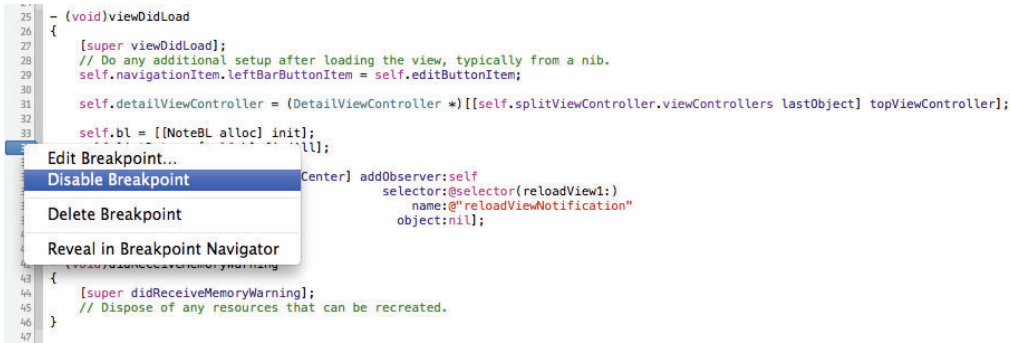 25 - (void)viewDidLoad
26 {
27 [super viewDidLoad];
28 // Do any additional setup after loading the view, typically from a nib.
29 self.navigationItem.leftBarButtonItem = self.editButtonItem;
30
31 self.detailViewController = (DetailViewController *)[[self.splitViewController.viewControllers lastObject] topViewController];
32
33 self.bl = [[NoteBL alloc] init];
Edit Breakpoint...
Disable Breakpoint
Center] addObserver:self
selector:@selector(reloadView1:)
name:@"reloadViewNotification"
Delete Breakpoint
object:nil];
Reveal in Breakpoint Navigator
42 (void)didReceiveMemoryWarning
43 {
44 [super didReceiveMemoryWarning];
45 // Dispose of any resources that can be recreated.
46 }
47